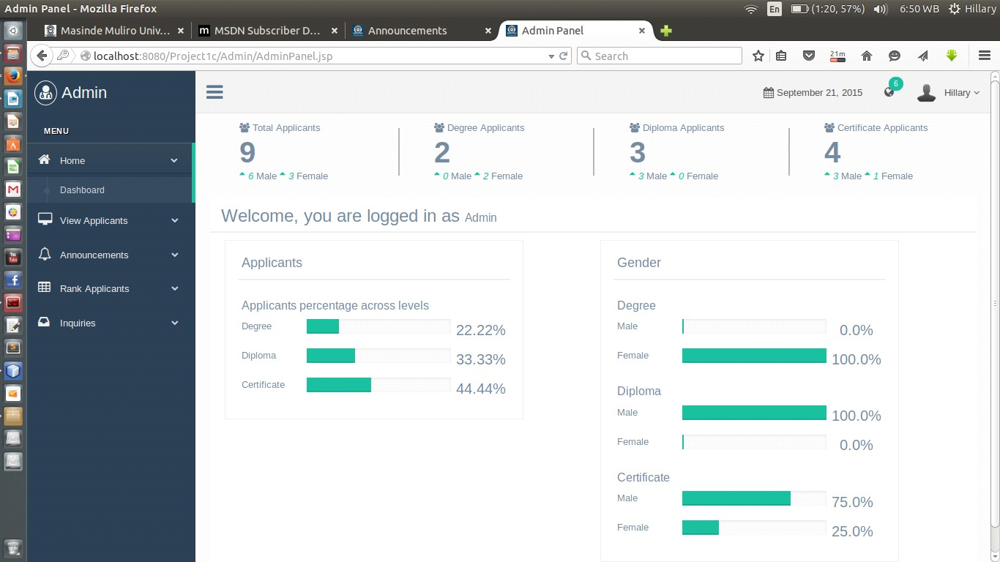 Admin Panel - Mozilla Firefox
En
(1:20, 57%)
6:50 WB
Hillary
Masinde Muliro Univ...
MSDN Subscriber D...
Announcements
Admin Panel
localhost:8080/Project1c/Admin/AdminPanel.jsp
Search
21m
Admin
September 21, 2015
6
Hillary
MENU
Home
Dashboard
View Applicants
Announcements
Rank Applicants
Inquiries
Total Applicants
9
6 Male 3 Female
Degree Applicants
2
0 Male 2 Female
Diploma Applicants
3
3 Male 0 Female
Certificate Applicants
4
3 Male 1 Female
Welcome, you are logged in as Admin
Applicants
Applicants percentage across levels
Degree 22.22%
Diploma 33.33%
Certificate 44.44%
Gender
Degree
Male 0.0%
Female 100.0%
Diploma
Male 100.0%
Female 0.0%
Certificate
Male 75.0%
Female 25.0%